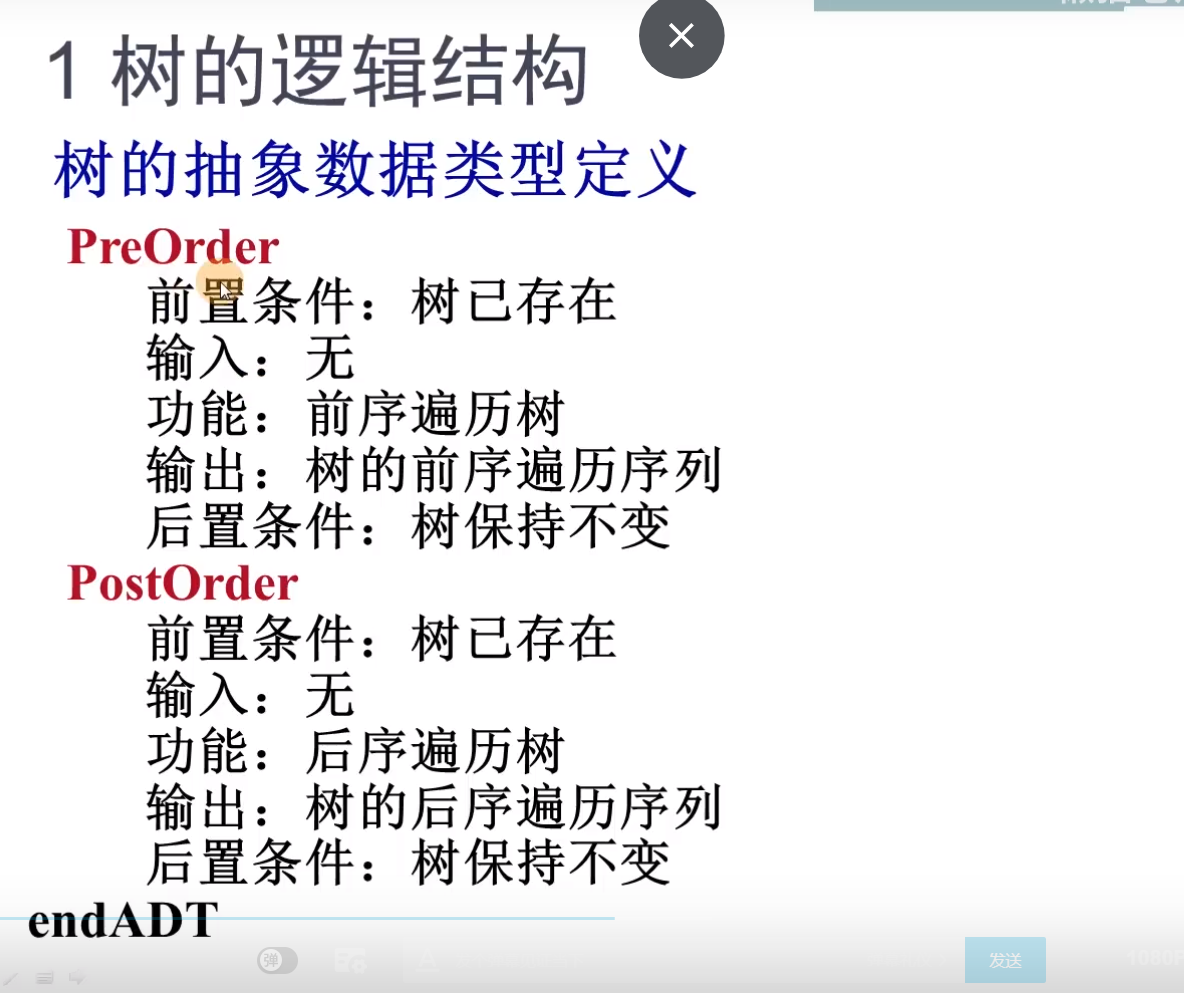 1 树的逻辑结构
树的抽象数据类型定义
PreOrder
前置条件：树已存在
输入：无
功能：前序遍历树
输出：树的前序遍历序列
后置条件：树保持不变
PostOrder
前置条件：树已存在
输入：无
功能：后序遍历树
输出：树的后序遍历序列
后置条件：树保持不变
endADT
弹
发送